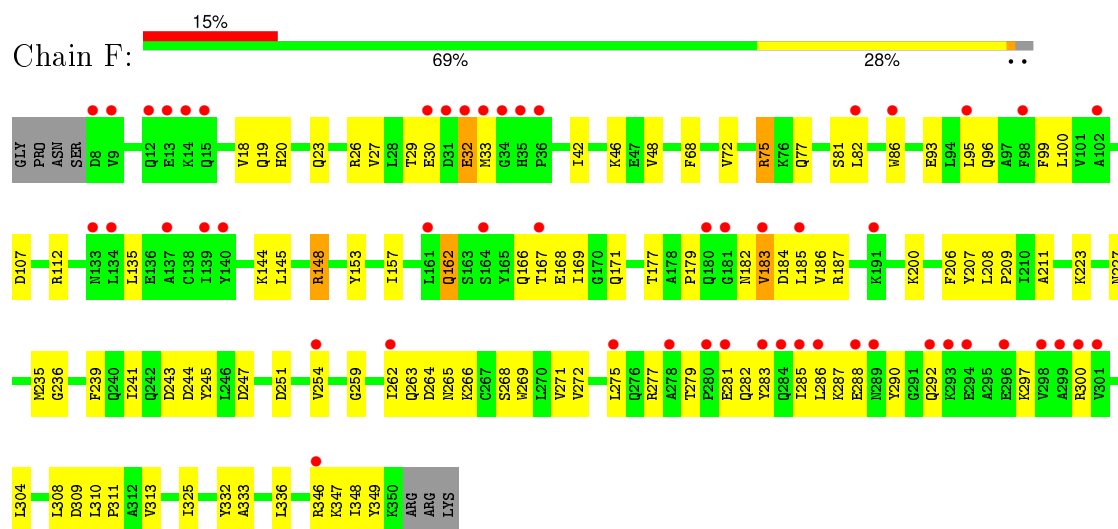 15%
Chain F:
69% 28% • •
GLY PRO ASN SER D8 V9 Q12 E13 K14 Q15 V18 Q19 H20 Q23 R26 V27 L28 T29 E30 D31 E32 M33 G34 H35 P36 I42 K46 E47 V48 F68 V72 R75 K76 Q77 S81 L82 W86 E93 L94 L95 Q96 A97 F98 F99 L100 V101 A102
D107 R112 N133 L134 L135 E136 A137 C138 I139 Y140 K144 L145 R148 Y153 I157 L161 Q162 S163 S164 Y165 Q166 T167 E168 I169 G170 Q171 T177 A178 P179 Q180 G181 N182 V183 D184 L185 V186 R187 K191 K200 F206 Y207 L208 P209 I210 A211 K223 N227
M235 G236 F239 Q240 I241 Q242 D243 D244 Y245 L246 D247 D251 V254 G259 I262 Q263 D264 N265 K266 C267 S268 W269 L270 V271 V272 L275 Q276 R277 A278 T279 P280 E281 Q282 Y283 Q284 I285 L286 K287 E288 N289 Y290 G291 Q292 K293 E294 A295 E296 K297 V298 A299 R300 V301
L304 L308 D309 L310 P311 A312 V313 I325 Y332 A333 L336 R346 K347 I348 Y349 K350 ARG ARG LYS